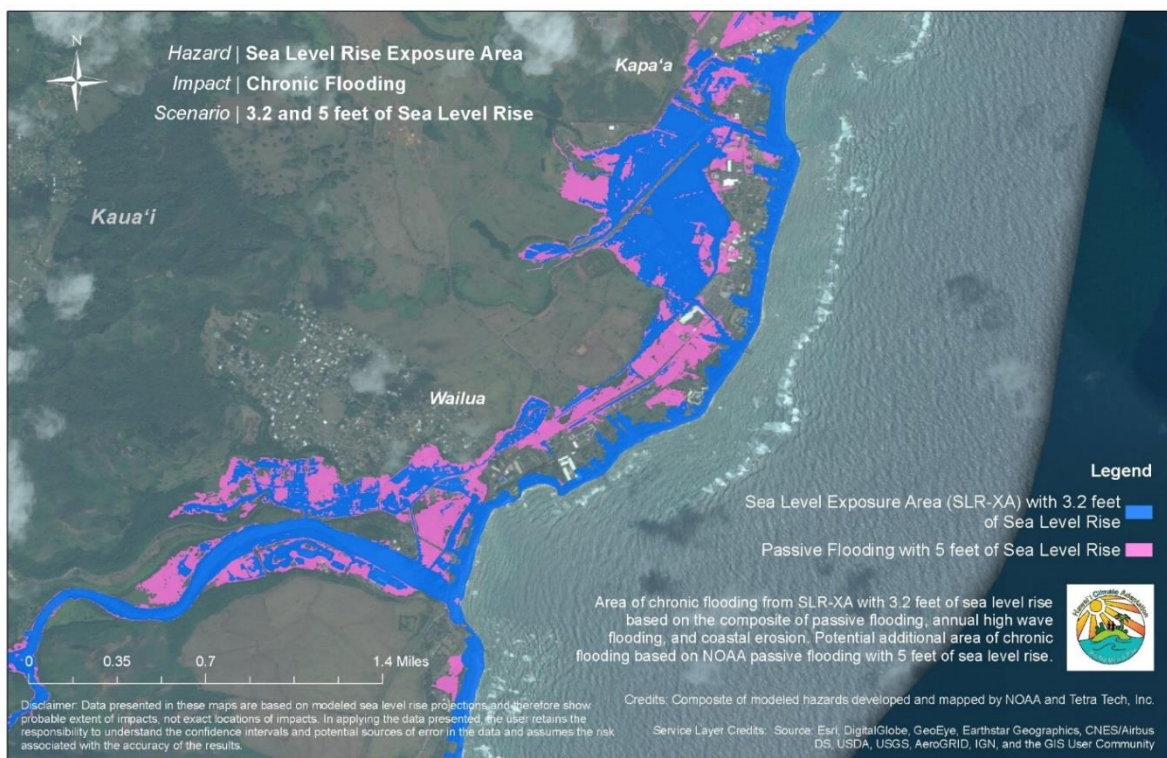 N
Hazard | Sea Level Rise Exposure Area
Impact | Chronic Flooding
Scenario | 3.2 and 5 feet of Sea Level Rise
Kapa‘a
Kaua‘i
Wailua
Legend
Sea Level Exposure Area (SLR-XA) with 3.2 feet
of Sea Level Rise
Passive Flooding with 5 feet of Sea Level Rise
Area of chronic flooding from SLR-XA with 3.2 feet of sea level rise
based on the composite of passive flooding, annual high wave
flooding, and coastal erosion. Potential additional area of chronic
flooding based on NOAA passive flooding with 5 feet of sea level rise.
Hawai‘i Climate Adaptation
0 0.35 0.7 1.4 Miles
Disclaimer: Data presented in these maps are based on modeled sea level rise projections and therefore show
probable extent of impacts, not exact locations of impacts. In applying the data presented, the user retains the
responsibility to understand the confidence intervals and potential sources of error in the data and assumes the risk
associated with the accuracy of the results.
Credits: Composite of modeled hazards developed and mapped by NOAA and Tetra Tech, Inc.
Service Layer Credits: Source: Esri, DigitalGlobe, GeoEye, Earthstar Geographics, CNES/Airbus
DS, USDA, USGS, AeroGRID, IGN, and the GIS User Community